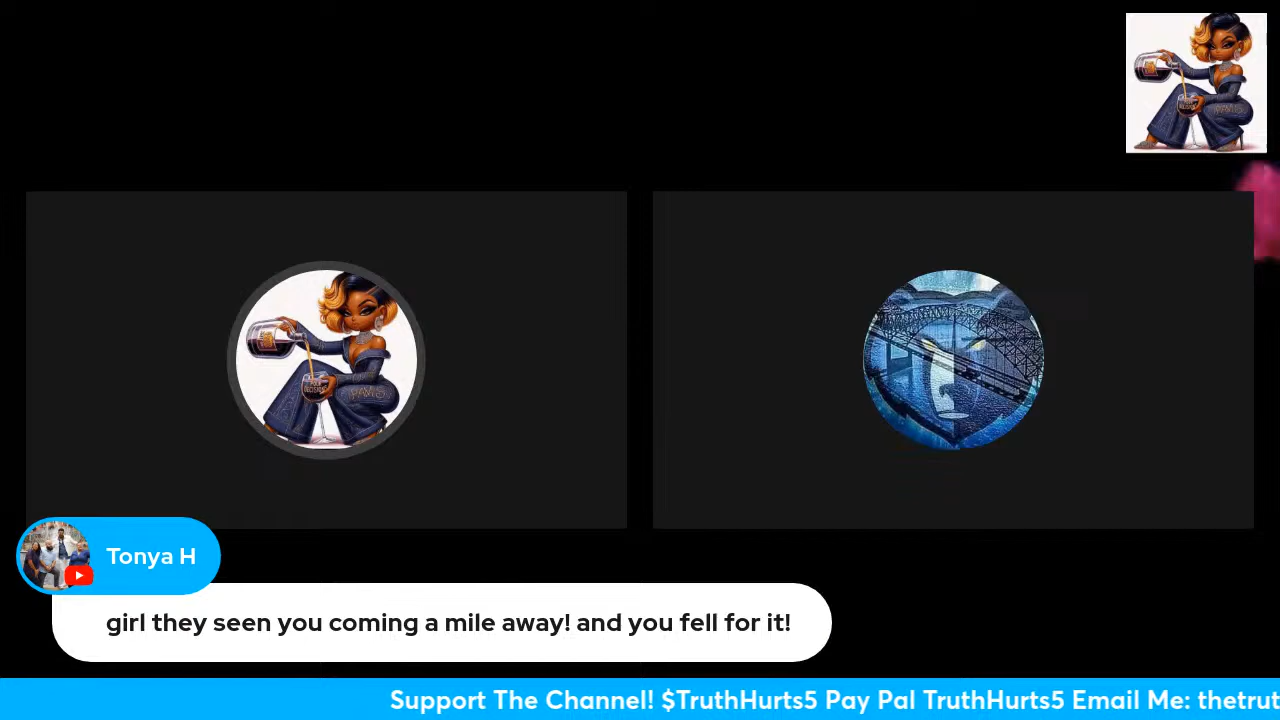 Tonya H
girl they seen you coming a mile away! and you fell for it!
Support The Channel! $TruthHurts5 Pay Pal TruthHurts5 Email Me: thetrut